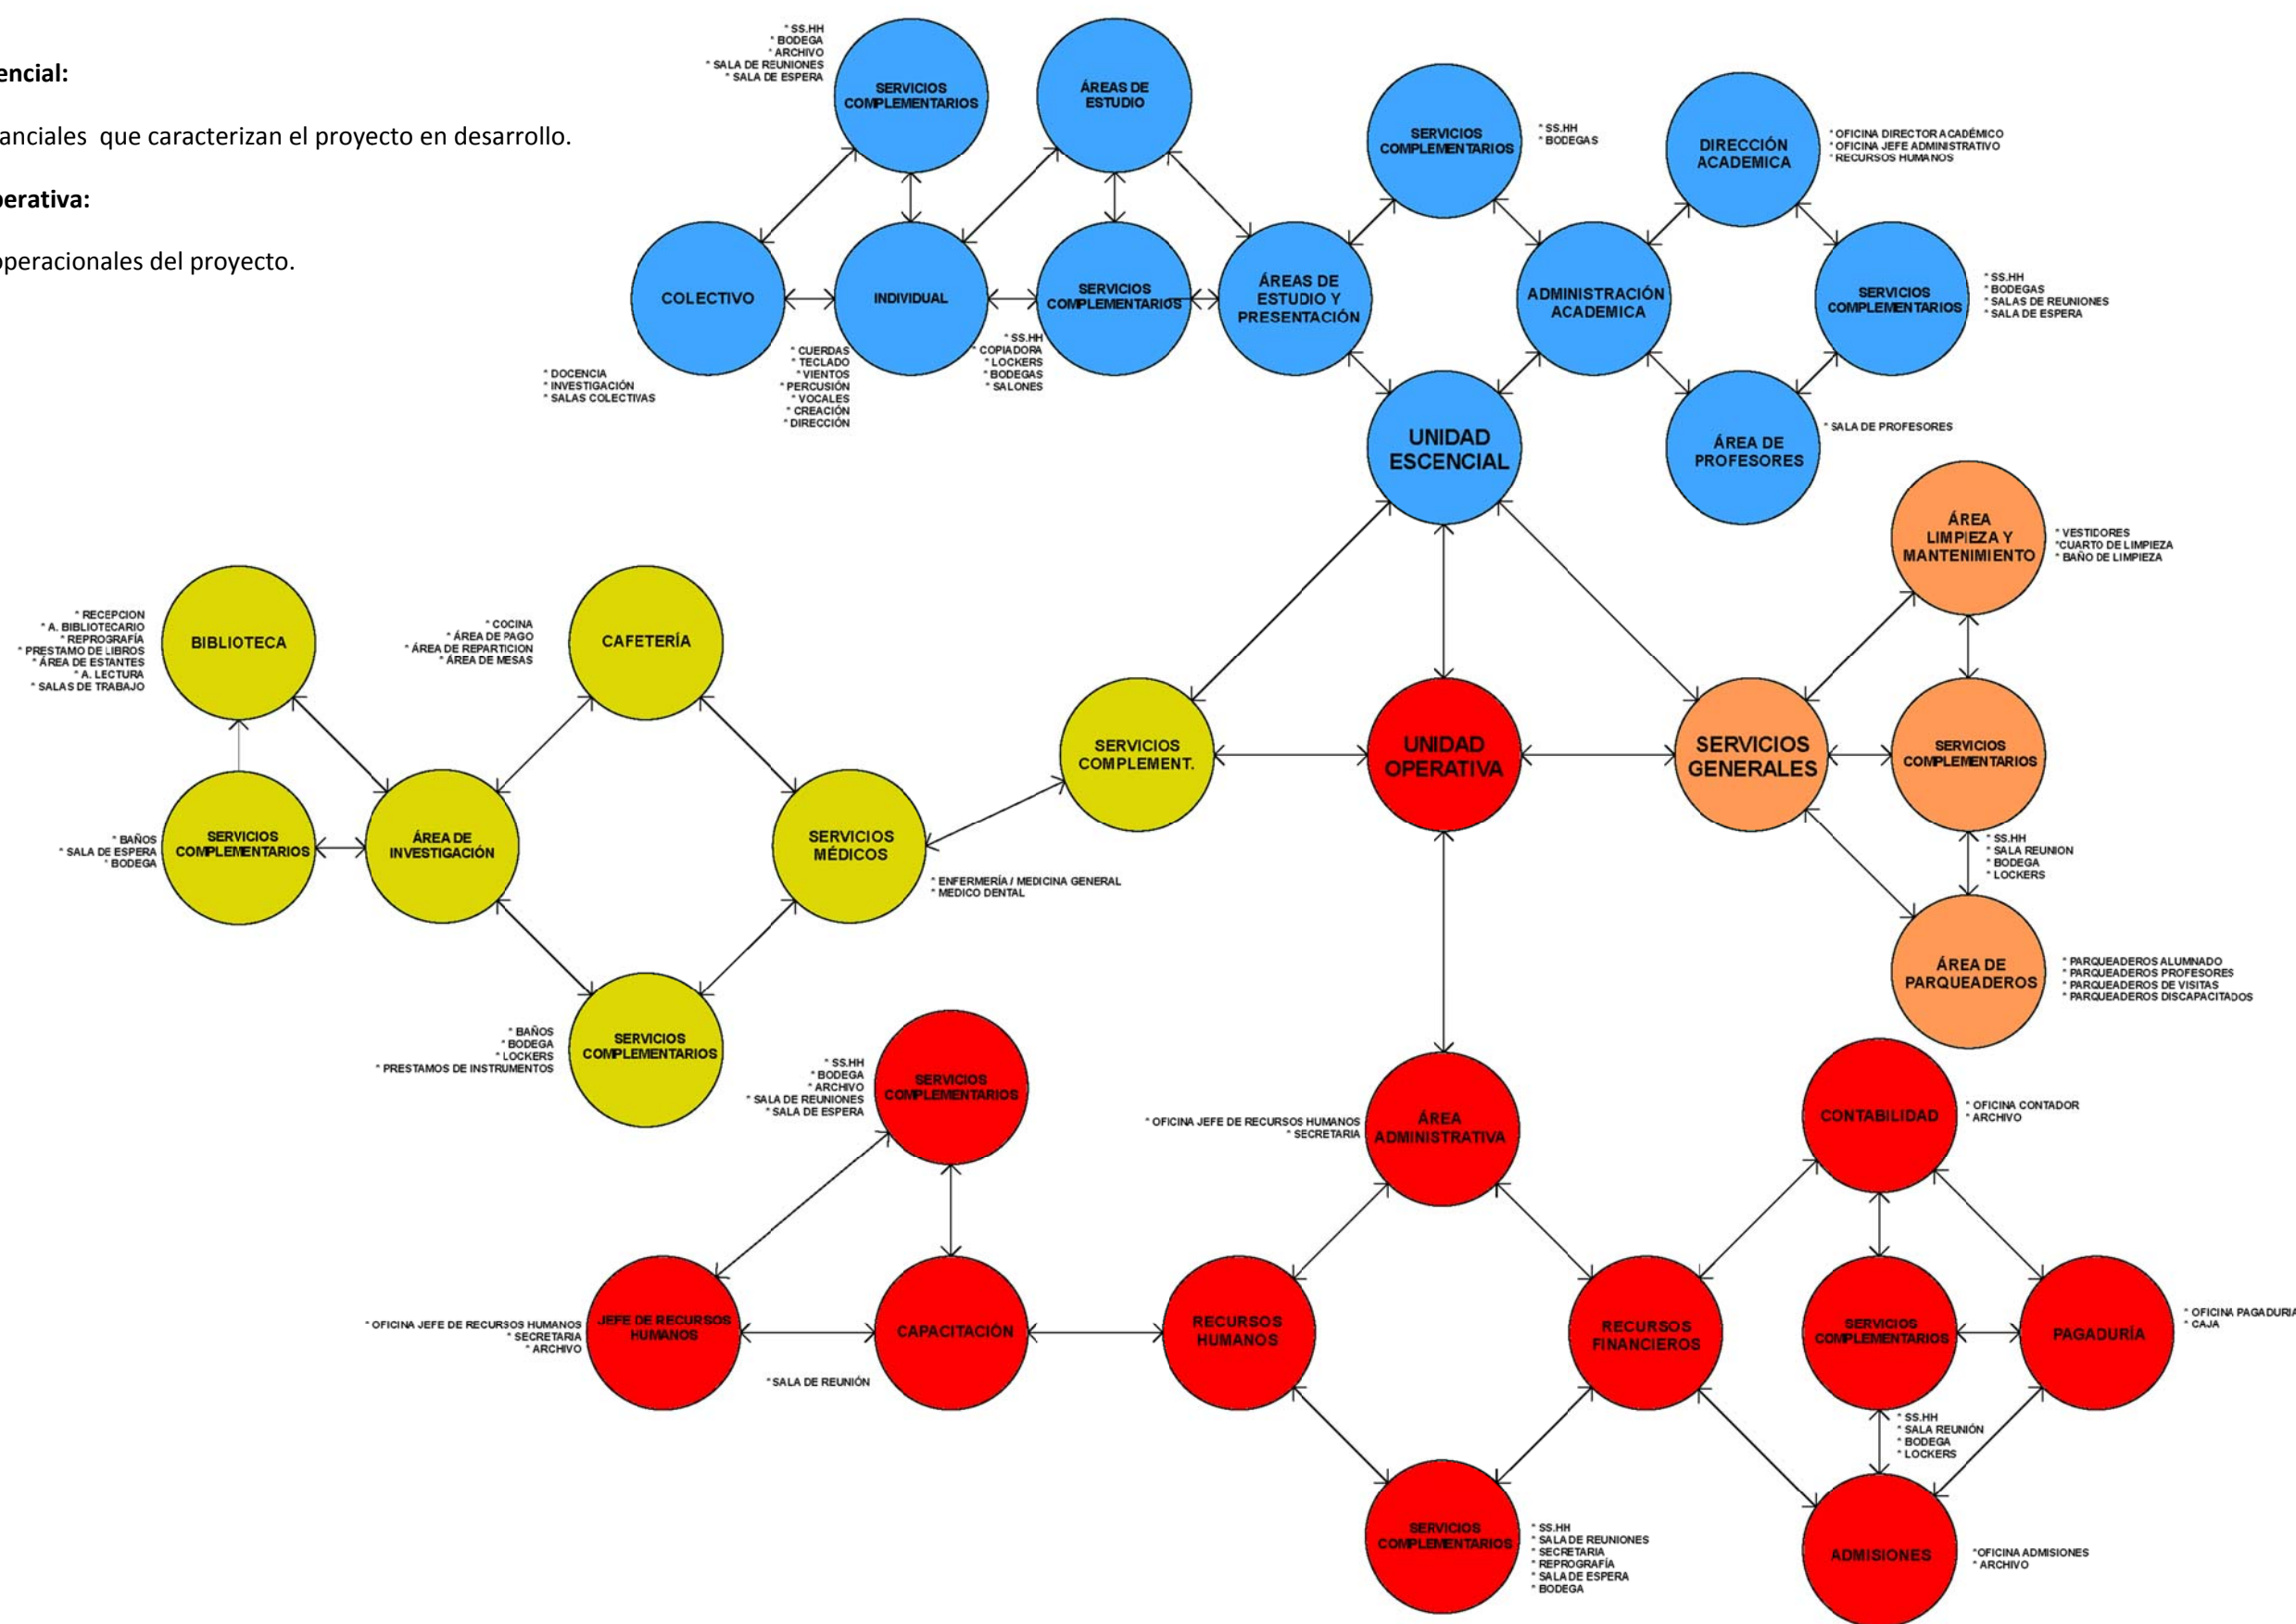 encial:
anciales  que caracterizan el proyecto en desarrollo.
perativa:
operacionales del proyecto.
* SS.HH
* BODEGA
* ARCHIVO
* SALA DE REUNIONES
* SALA DE ESPERA
SERVICIOS
COMPLEMENTARIOS
ÁREAS DE
ESTUDIO
SERVICIOS
COMPLEMENTARIOS
* SS.HH
* BODEGAS
DIRECCIÓN
ACADEMICA
* OFICINA DIRECTOR ACADÉMICO
* OFICINA JEFE ADMINISTRATIVO
* RECURSOS HUMANOS
COLECTIVO
* DOCENCIA
* INVESTIGACIÓN
* SALAS COLECTIVAS
INDIVIDUAL
* CUERDAS
* TECLADO
* VIENTOS
* PERCUSIÓN
* VOCALES
* CREACIÓN
* DIRECCIÓN
SERVICIOS
COMPLEMENTARIOS
* SS.HH
* COPIADORA
* LOCKERS
* BODEGAS
* SALONES
ÁREAS DE
ESTUDIO Y
PRESENTACIÓN
ADMINISTRACIÓN
ACADEMICA
SERVICIOS
COMPLEMENTARIOS
* SS.HH
* BODEGAS
* SALAS DE REUNIONES
* SALA DE ESPERA
UNIDAD
ESCENCIAL
ÁREA DE
PROFESORES
* SALA DE PROFESORES
ÁREA
LIMPIEZA Y
MANTENIMIENTO
* VESTIDORES
*CUARTO DE LIMPIEZA
* BAÑO DE LIMPIEZA
* RECEPCION
* A. BIBLIOTECARIO
* REPROGRAFÍA
* PRESTAMO DE LIBROS
* ÁREA DE ESTANTES
* A. LECTURA
* SALAS DE TRABAJO
BIBLIOTECA
* COCINA
* ÁREA DE PAGO
* ÁREA DE REPARTICION
* ÁREA DE MESAS
CAFETERÍA
SERVICIOS
COMPLEMENT.
UNIDAD
OPERATIVA
SERVICIOS
GENERALES
SERVICIOS
COMPLEMENTARIOS
* SS.HH
* SALA REUNION
* BODEGA
* LOCKERS
* BAÑOS
* SALA DE ESPERA
* BODEGA
SERVICIOS
COMPLEMENTARIOS
ÁREA DE
INVESTIGACIÓN
SERVICIOS
MÉDICOS
* ENFERMERÍA / MEDICINA GENERAL
* MEDICO DENTAL
ÁREA DE
PARQUEADEROS
* PARQUEADEROS ALUMNADO
* PARQUEADEROS PROFESORES
* PARQUEADEROS DE VISITAS
* PARQUEADEROS DISCAPACITADOS
* BAÑOS
* BODEGA
* LOCKERS
* PRESTAMOS DE INSTRUMENTOS
SERVICIOS
COMPLEMENTARIOS
* SS.HH
* BODEGA
* ARCHIVO
* SALA DE REUNIONES
* SALA DE ESPERA
SERVICIOS
COMPLEMENTARIOS
* OFICINA JEFE DE RECURSOS HUMANOS
* SECRETARIA
ÁREA
ADMINISTRATIVA
CONTABILIDAD
* OFICINA CONTADOR
* ARCHIVO
* OFICINA JEFE DE RECURSOS HUMANOS
* SECRETARIA
* ARCHIVO
JEFE DE RECURSOS
HUMANOS
* SALA DE REUNIÓN
CAPACITACIÓN
RECURSOS
HUMANOS
RECURSOS
FINANCIEROS
SERVICIOS
COMPLEMENTARIOS
* SS.HH
* SALA REUNIÓN
* BODEGA
* LOCKERS
PAGADURÍA
* OFICINA PAGADURIA
* CAJA
SERVICIOS
COMPLEMENTARIOS
* SS.HH
* SALA DE REUNIONES
* SECRETARIA
* REPROGRAFÍA
* SALA DE ESPERA
* BODEGA
ADMISIONES
*OFICINA ADMISIONES
* ARCHIVO